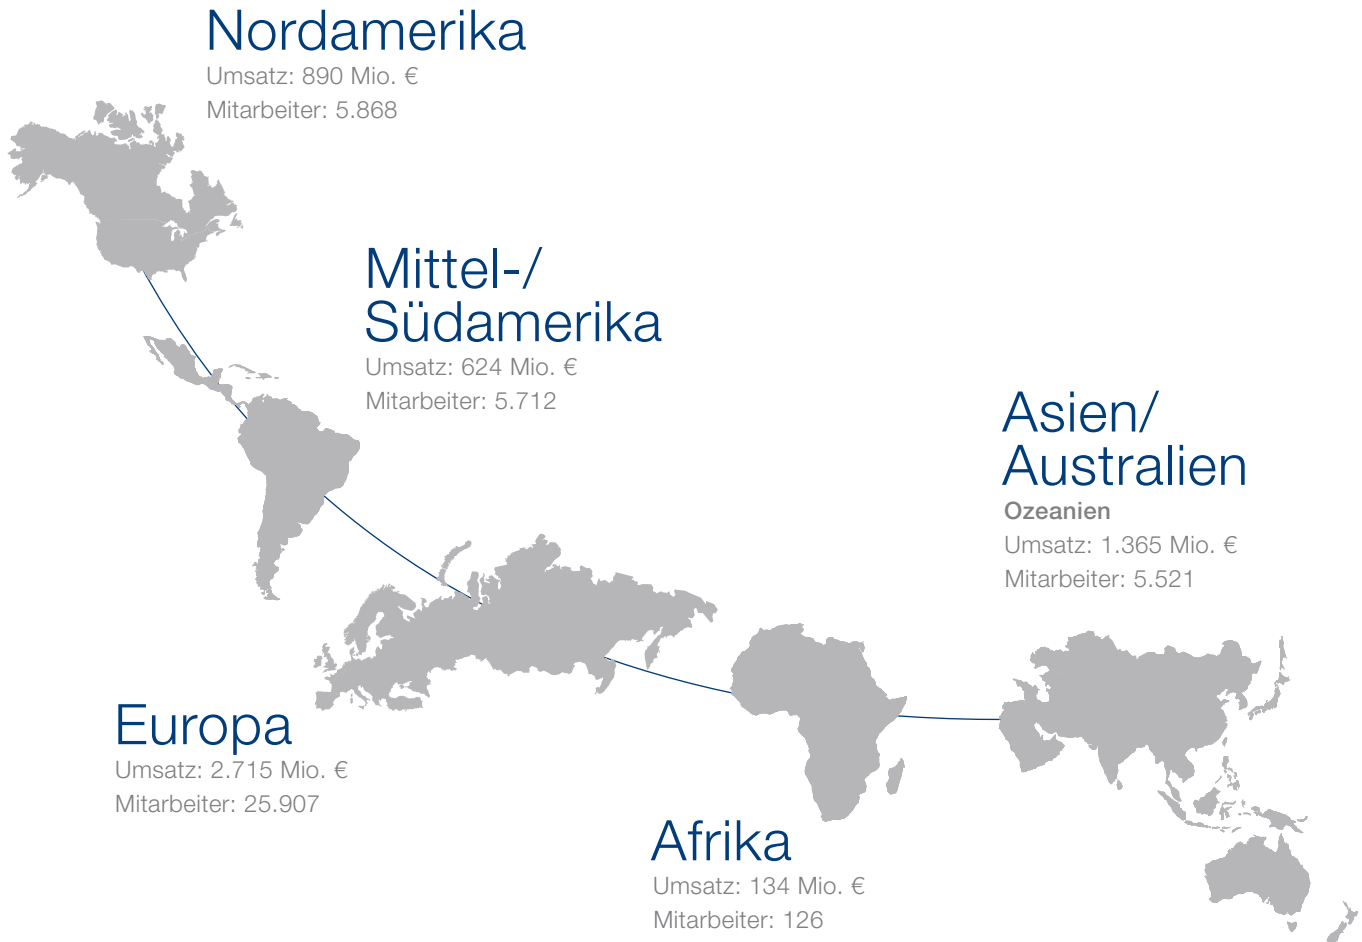 Nordamerika
Umsatz: 890 Mio. €
Mitarbeiter: 5.868
Mittel-/
Südamerika
Umsatz: 624 Mio. €
Mitarbeiter: 5.712
Asien/
Australien
Ozeanien
Umsatz: 1.365 Mio. €
Mitarbeiter: 5.521
Europa
Umsatz: 2.715 Mio. €
Mitarbeiter: 25.907
Afrika
Umsatz: 134 Mio. €
Mitarbeiter: 126